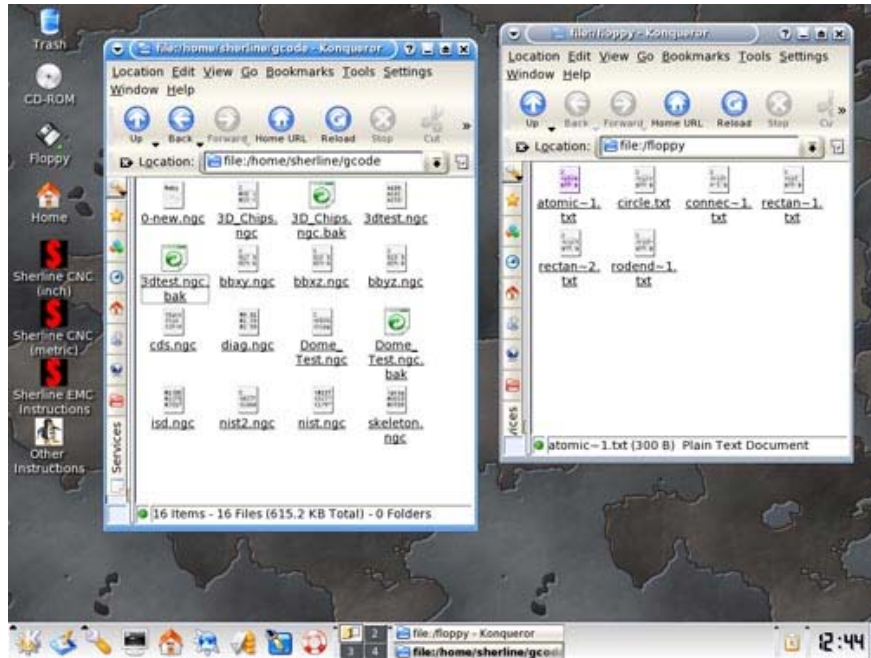 Trash
CD-ROM
Floppy
Home
Sherline CNC
(inch)
Sherline CNC
(metric)
Sherline EMC
Instructions
Other
Instructions
file:/home/sherline/gcode - Konqueror
Location Edit View Go Bookmarks Tools Settings
Window Help
Up Back Forward Home URL Reload Stop Cut
Location: file:/home/sherline/gcode
0-new.ngc 3D_Chips. 3D_Chips. 3dtest.ngc
ngc ngc.bak
3dtest.ngc. bbxy.ngc bbxz.ngc bbyz.ngc
bak
cds.ngc diag.ngc Dome_ Dome_
Test.ngc Test.ngc.
bak
isd.ngc nist2.ngc nist.ngc skeleton.
ngc
Services
16 Items - 16 Files (615.2 KB Total) - 0 Folders
file:/floppy - Konqueror
Location Edit View Go Bookmarks Tools Settings
Window Help
Up Back Forward Home URL Reload Stop Cu
Location: file:/floppy
atomic~1. circle.txt connec~1. rectan~1.
txt txt txt
rectan~2. rodend~1.
txt txt
vices
atomic~1.txt (300 B) Plain Text Document
2
3 4
file:/floppy - Konqueror
file:/home/sherline/gcod
12:44